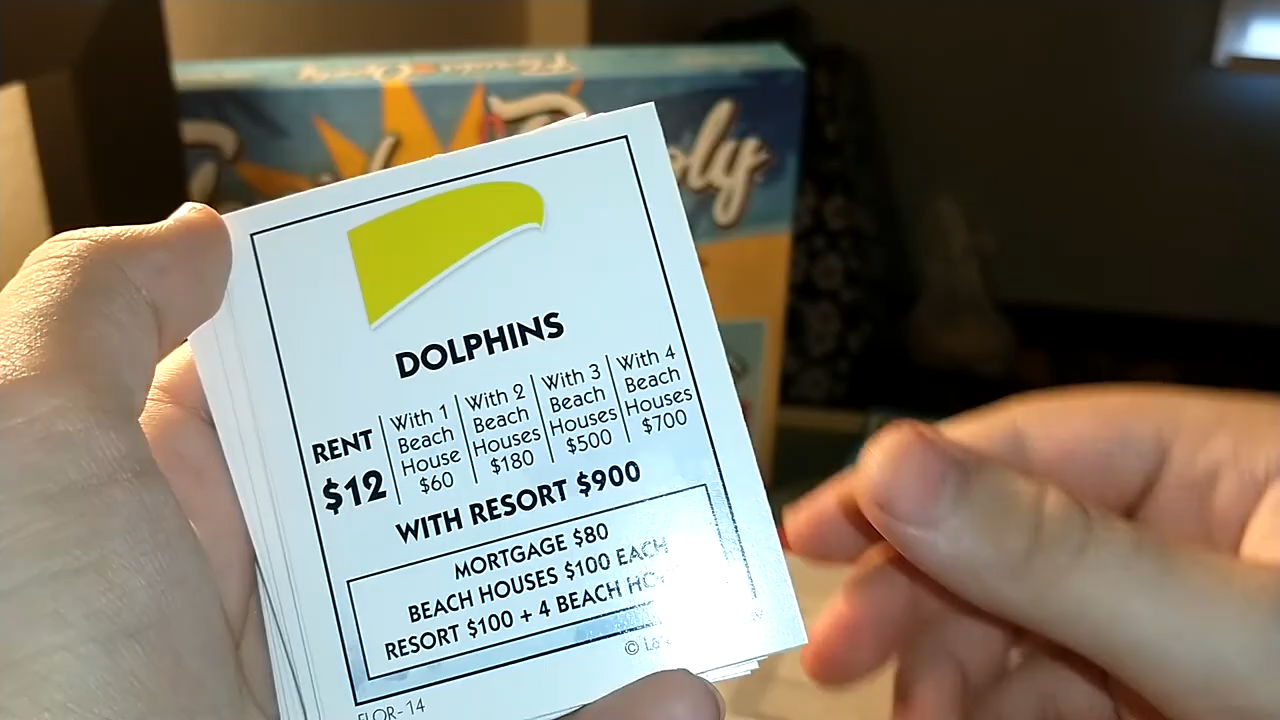 oly
DOLPHINS
RENT $12
With 1 Beach House $60
With 2 Beach Houses $180
With 3 Beach Houses $500
With 4 Beach Houses $700
WITH RESORT $900
MORTGAGE $80
BEACH HOUSES $100 EACH
RESORT $100 + 4 BEACH
©
FLOR-14